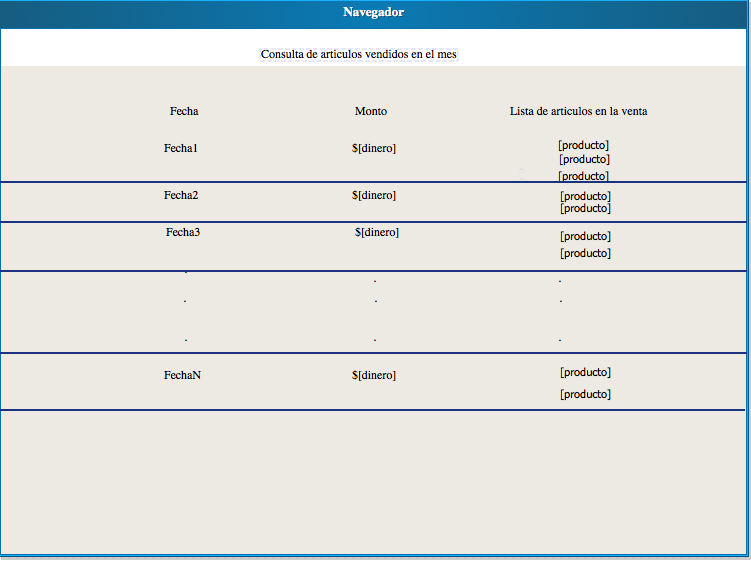 Navegador
Consulta de articulos vendidos en el mes
Fecha Monto Lista de articulos en la venta
Fecha1 $[dinero] [producto]
[producto]
[producto]
Fecha2 $[dinero] [producto]
[producto]
Fecha3 $[dinero] [producto]
[producto]
. . .
. . .
. . .
FechaN $[dinero] [producto]
[producto]